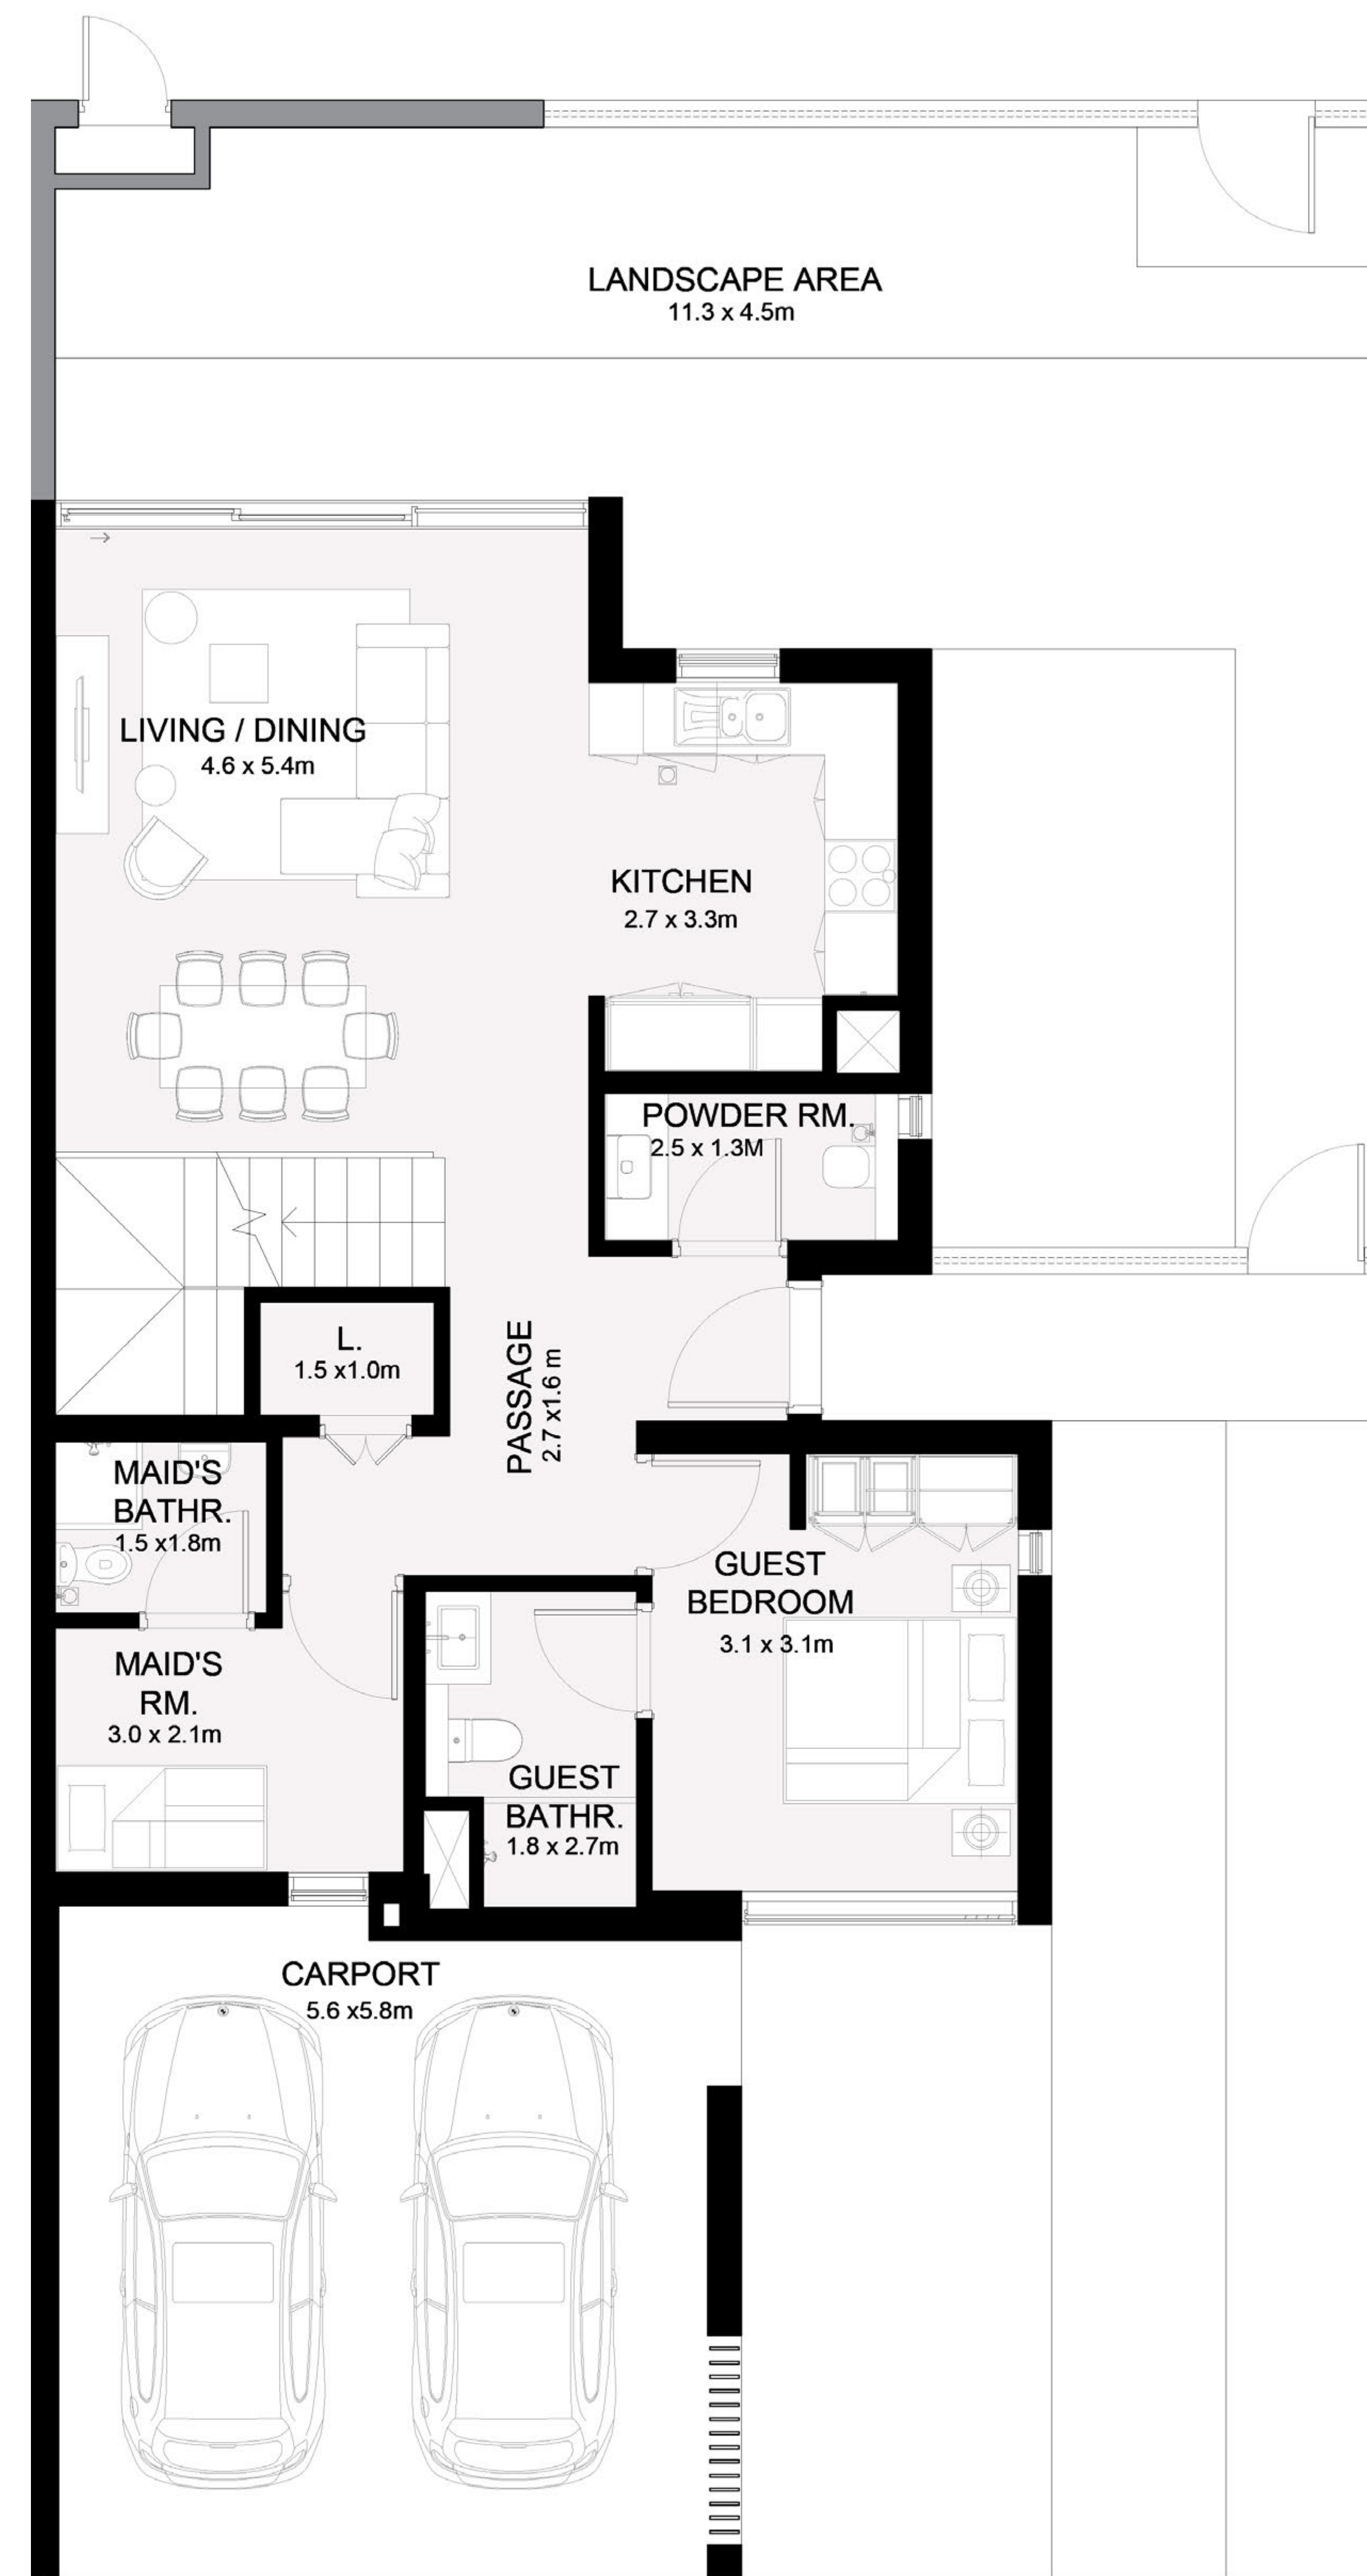 LANDSCAPE AREA
11.3 x 4.5m
LIVING / DINING
4.6 x 5.4m
KITCHEN
2.7 x 3.3m
POWDER RM.
2.5 x 1.3M
L.
1.5 x1.0m
PASSAGE
2.7 x1.6 m
MAID'S
BATHR.
1.5 x1.8m
GUEST
BEDROOM
3.1 x 3.1m
MAID'S
RM.
3.0 x 2.1m
GUEST
BATHR.
1.8 x 2.7m
CARPORT
5.6 x5.8m